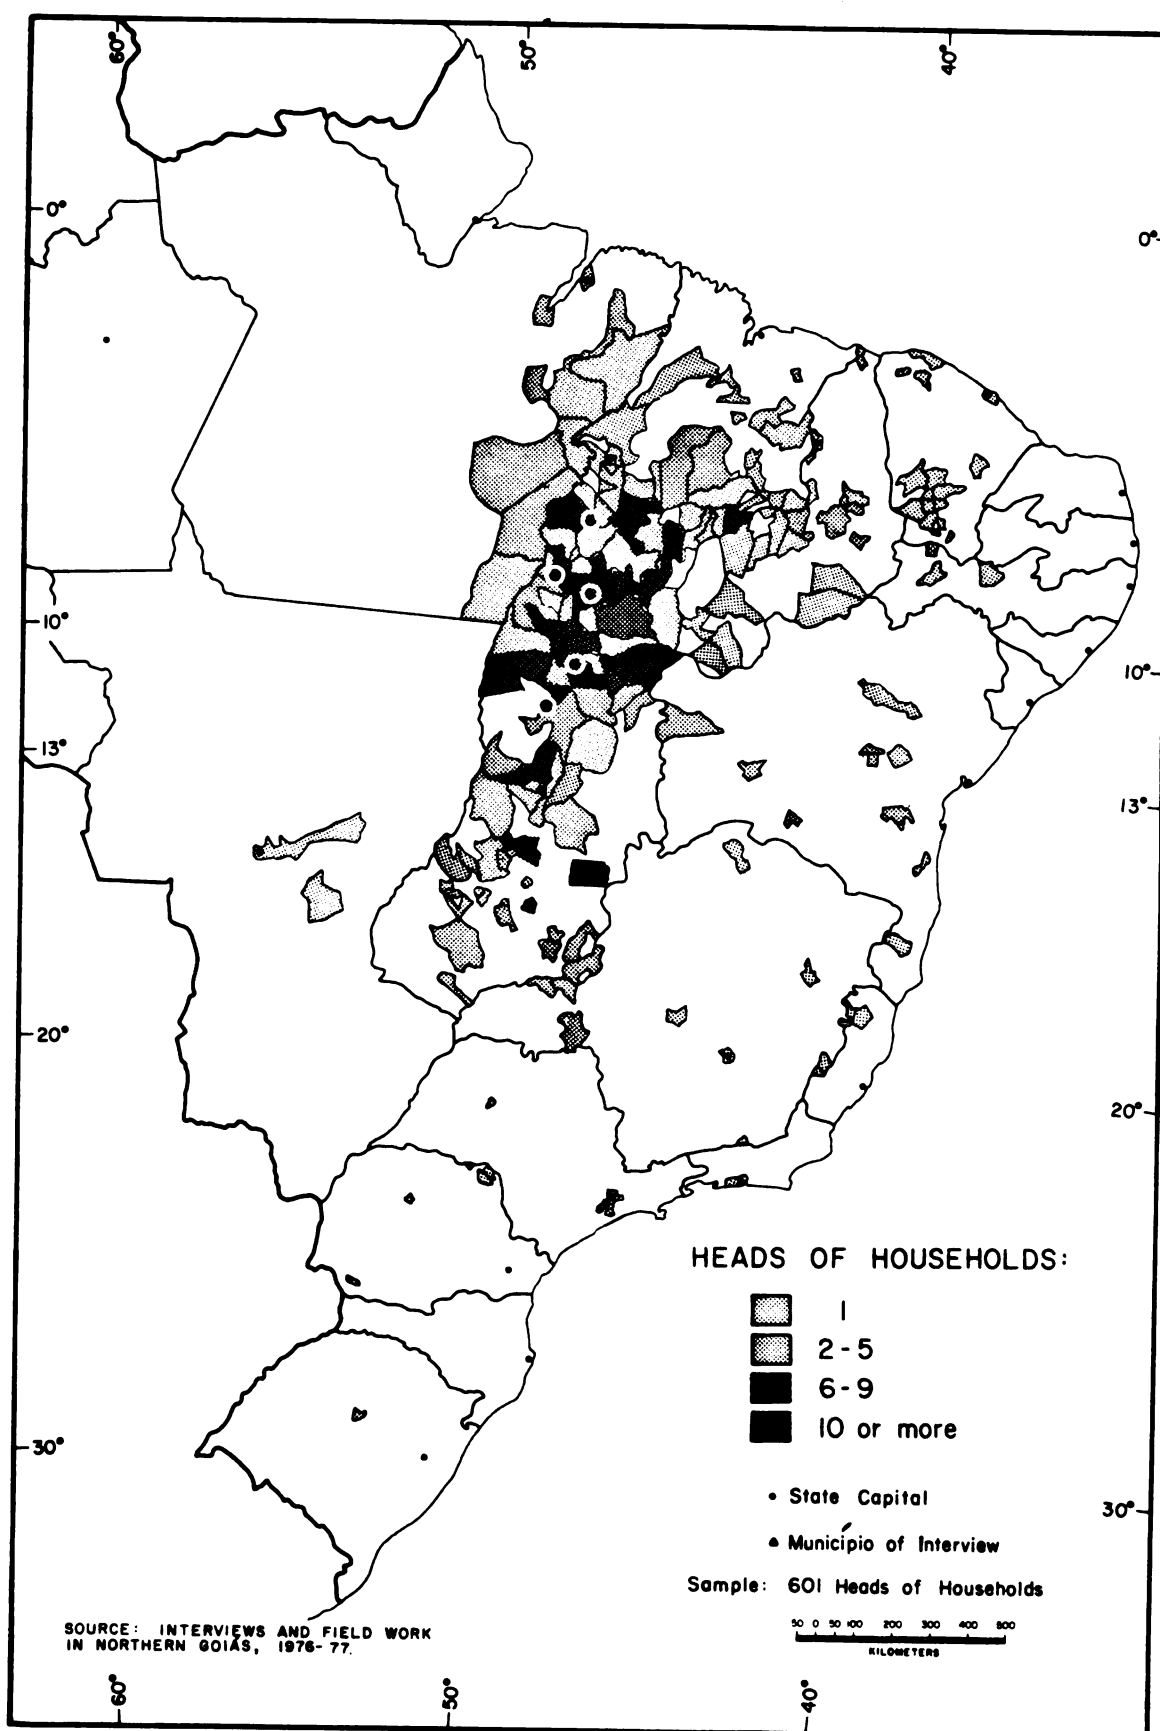 60°
50°
40°
0°
0°
10°
10°
13°
13°
20°
20°
HEADS OF HOUSEHOLDS:
1
2-5
6-9
10 or more
30°
• State Capital
30°
Município of Interview
Sample: 601 Heads of Households
SOURCE: INTERVIEWS AND FIELD WORK
IN NORTHERN GOIÁS, 1976-77.
50 0 50 100 200 300 400 500
KILOMETERS
60°
50°
40°